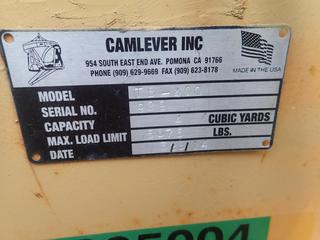 CAMLEVER INC
954 SOUTH EAST END AVE. POMONA CA 91766
PHONE (909) 629-9669 FAX (909) 623-8178
MADE IN THE USA
MODEL
SERIAL NO.
CAPACITY CUBIC YARDS
MAX. LOAD LIMIT LBS.
DATE